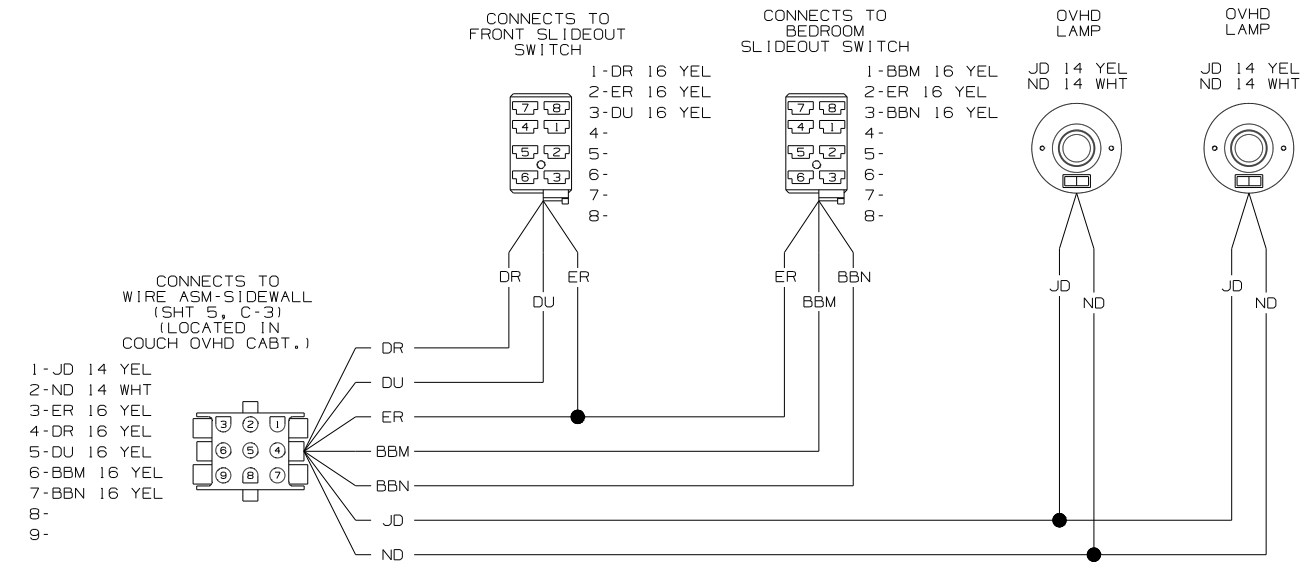 CONNECTS TO
FRONT SLIDEOUT
SWITCH
1-DR 16 YEL
2-ER 16 YEL
3-DU 16 YEL
4-
5-
6-
7-
8-
7 8
4 1
5 2
6 3
CONNECTS TO
BEDROOM
SLIDEOUT SWITCH
1-BBM 16 YEL
2-ER 16 YEL
3-BBN 16 YEL
4-
5-
6-
7-
8-
7 8
4 1
5 2
6 3
OVHD
LAMP
JD 14 YEL
ND 14 WHT
OVHD
LAMP
JD 14 YEL
ND 14 WHT
DR
DU
ER
ER
BBM
BBN
JD
ND
JD
ND
CONNECTS TO
WIRE ASM-SIDEWALL
(SHT 5, C-3)
(LOCATED IN
COUCH OVHD CABT.)
1-JD 14 YEL
2-ND 14 WHT
3-ER 16 YEL
4-DR 16 YEL
5-DU 16 YEL
6-BBM 16 YEL
7-BBN 16 YEL
8-
9-
3 2 1
6 5 4
9 8 7
DR
DU
ER
BBM
BBN
JD
ND